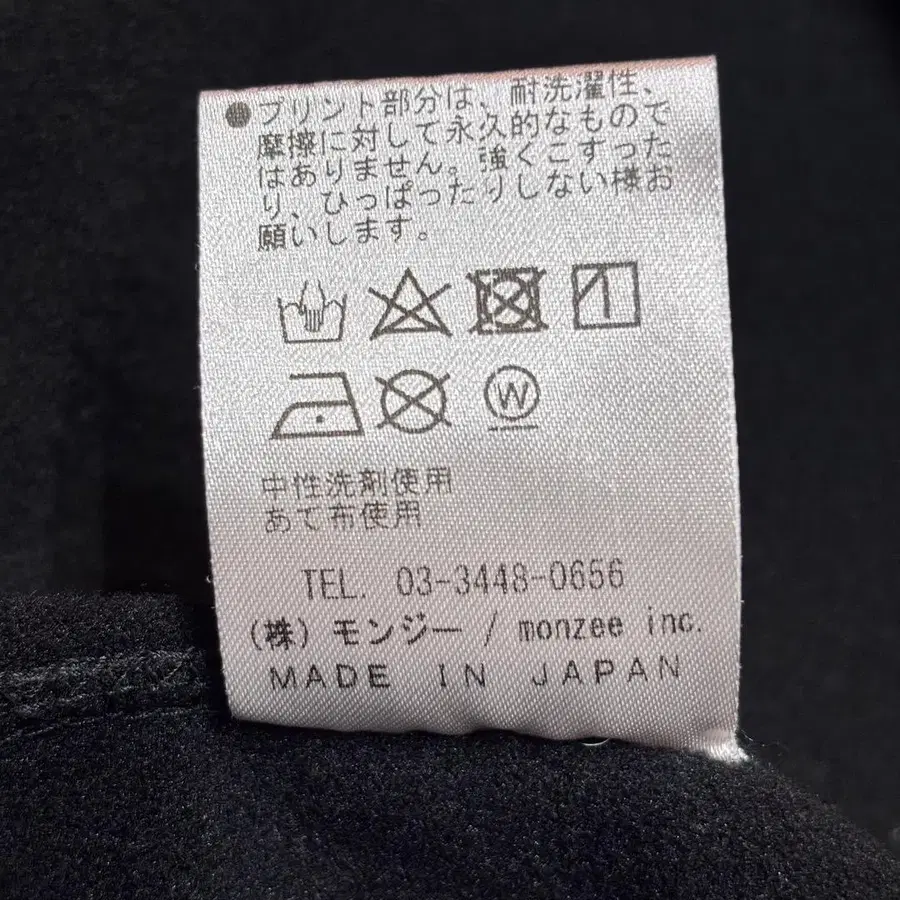 ●プリント部分は、耐洗濯性、
摩擦に対して永久的なもので
はありません。強くこすった
り、ひっぱったりしない様お
願いします。
W
中性洗剤使用
あて布使用
TEL. 03-3448-0656
(株) モンジー / monzee inc.
MADE IN JAPAN